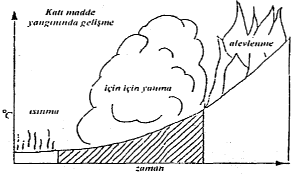 Katı madde
yangınında gelişme
alevlenme
için için yanma
ısınma
C°
zaman